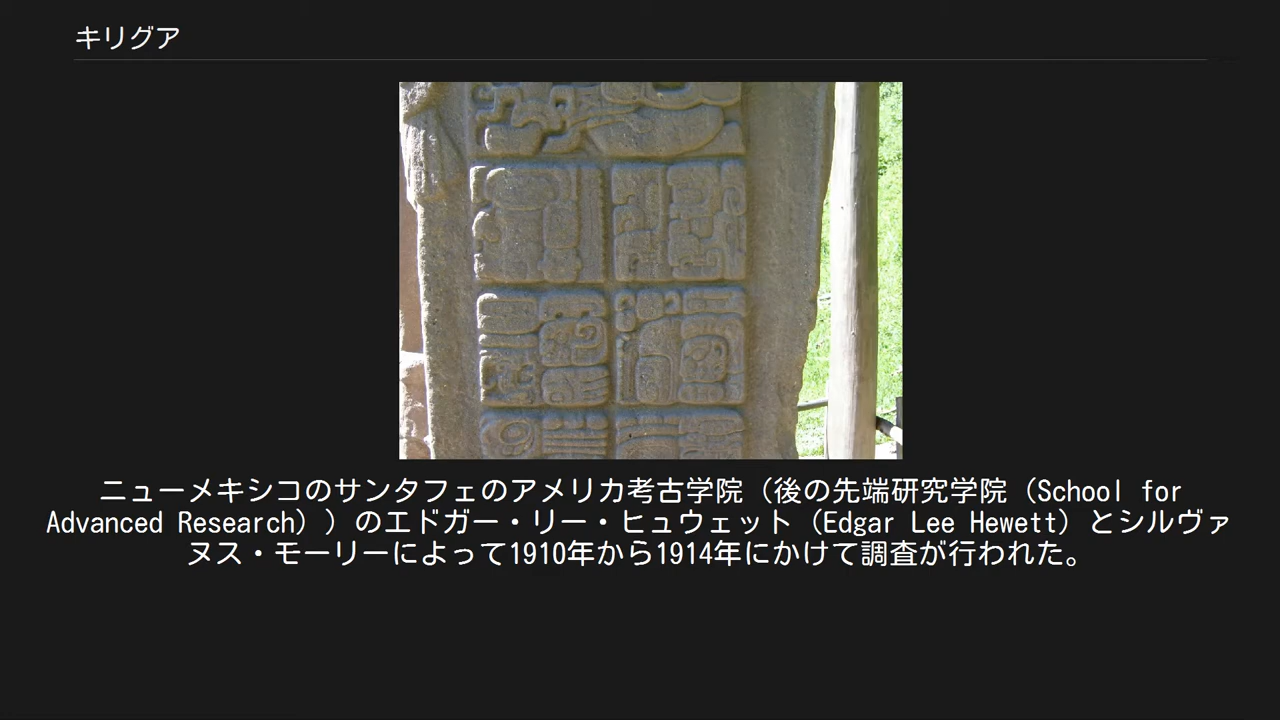 キリグア
ニューメキシコのサンタフェのアメリカ考古学院（後の先端研究学院（School for
Advanced Research））のエドガー・リー・ヒュウェット（Edgar Lee Hewett）とシルヴァ
ヌス・モーリーによって1910年から1914年にかけて調査が行われた。